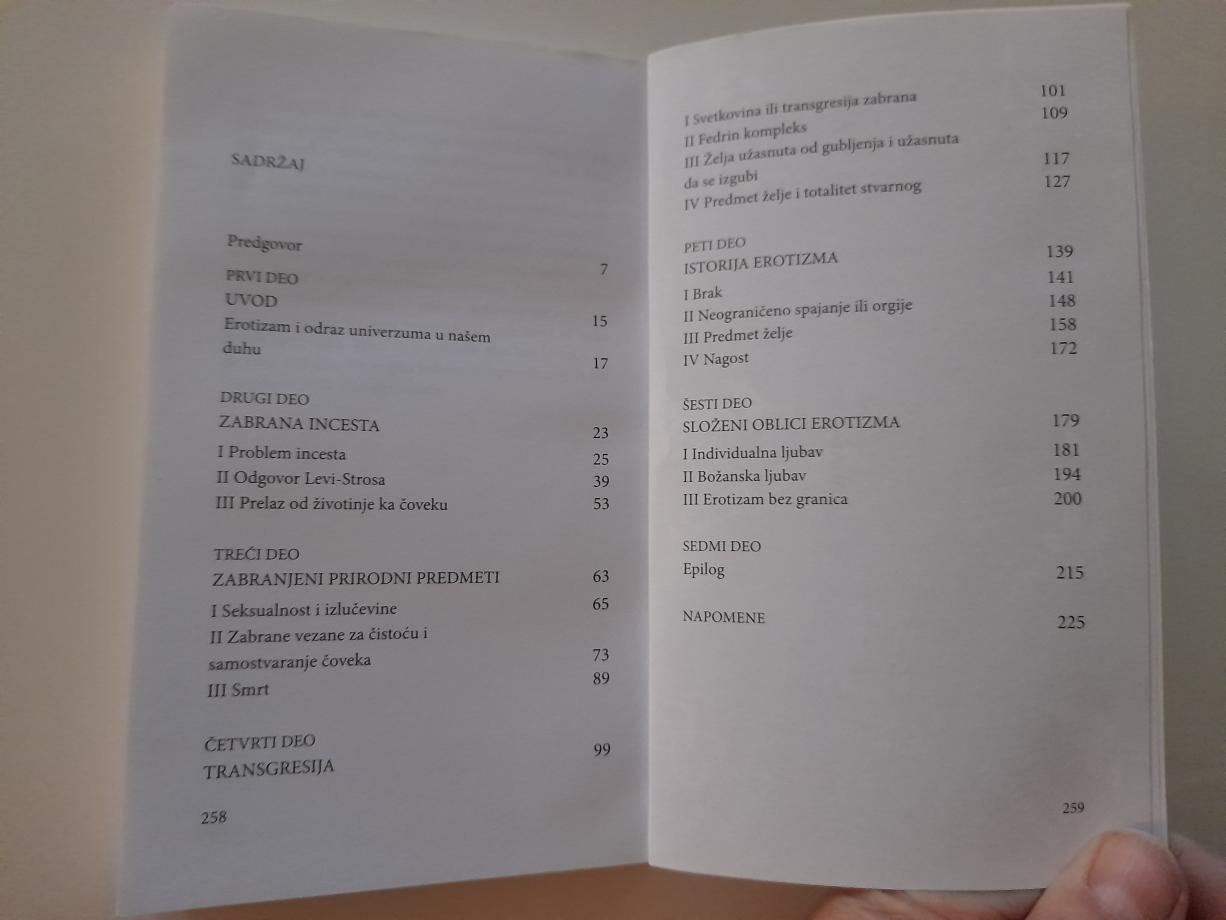 SADRŽAJ
Predgovor 7
PRVI DEO
UVOD 15
Erotizam i odraz univerzuma u našem
duhu 17
DRUGI DEO
ZABRANA INCESTA 23
I Problem incesta 25
II Odgovor Levi-Strosa 39
III Prelaz od životinje ka čoveku 53
TREĆI DEO
ZABRANJENI PRIRODNI PREDMETI 63
I Seksualnost i izlučevine 65
II Zabrane vezane za čistoću i
samostvaranje čoveka 73
III Smrt 89
ČETVRTI DEO
TRANSGRESIJA 99
258
I Svetkovina ili transgresija zabrana 101
II Fedrin kompleks 109
III Želja užasnuta od gubljenja i užasnuta
da se izgubi 117
IV Predmet želje i totalitet stvarnog 127
PETI DEO
ISTORIJA EROTIZMA 139
I Brak 141
II Neograničeno spajanje ili orgije 148
III Predmet želje 158
IV Nagost 172
ŠESTI DEO
SLOŽENI OBLICI EROTIZMA 179
I Individualna ljubav 181
II Božanska ljubav 194
III Erotizam bez granica 200
SEDMI DEO
Epilog 215
NAPOMENE 225
259